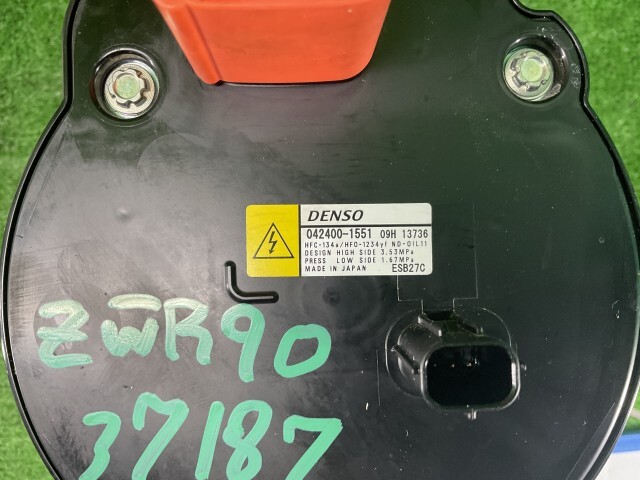 DENSO
042400-1551 09H 13736
HFC-134a/HFO-1234yf ND-OIL11
DESIGN HIGH SIDE 3.53MPa
PRESS LOW SIDE 1.67MPa
MADE IN JAPAN ESB27C
ZWR90
37187